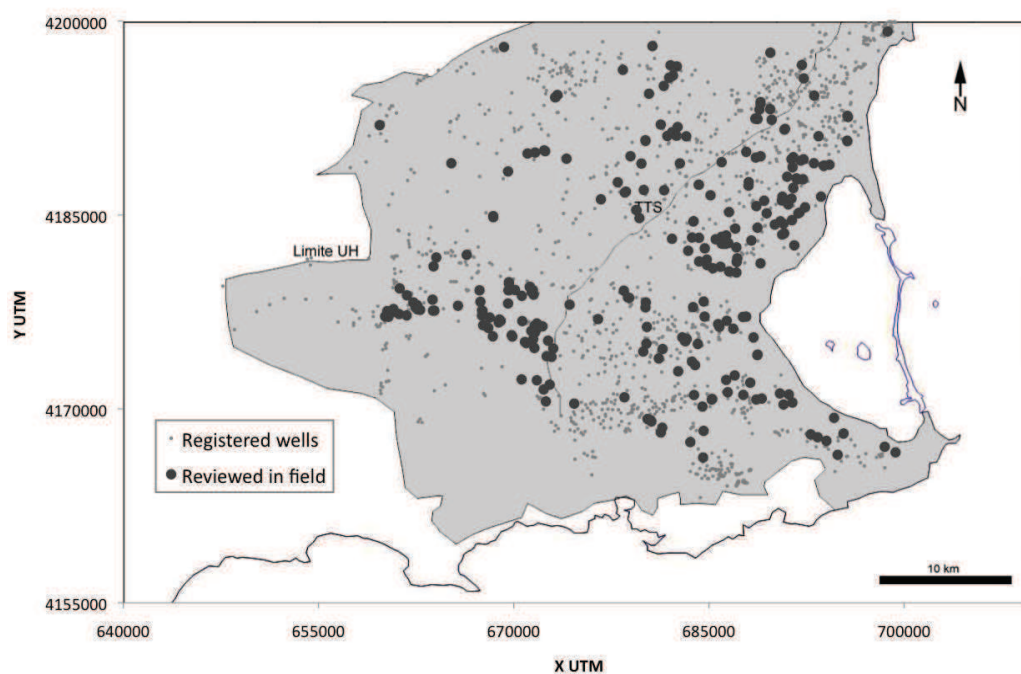 4200000
N
4185000
TTS
Limite UH
Y UTM
4170000
Registered wells
Reviewed in field
10 km
4155000
640000 655000 670000 685000 700000
X UTM